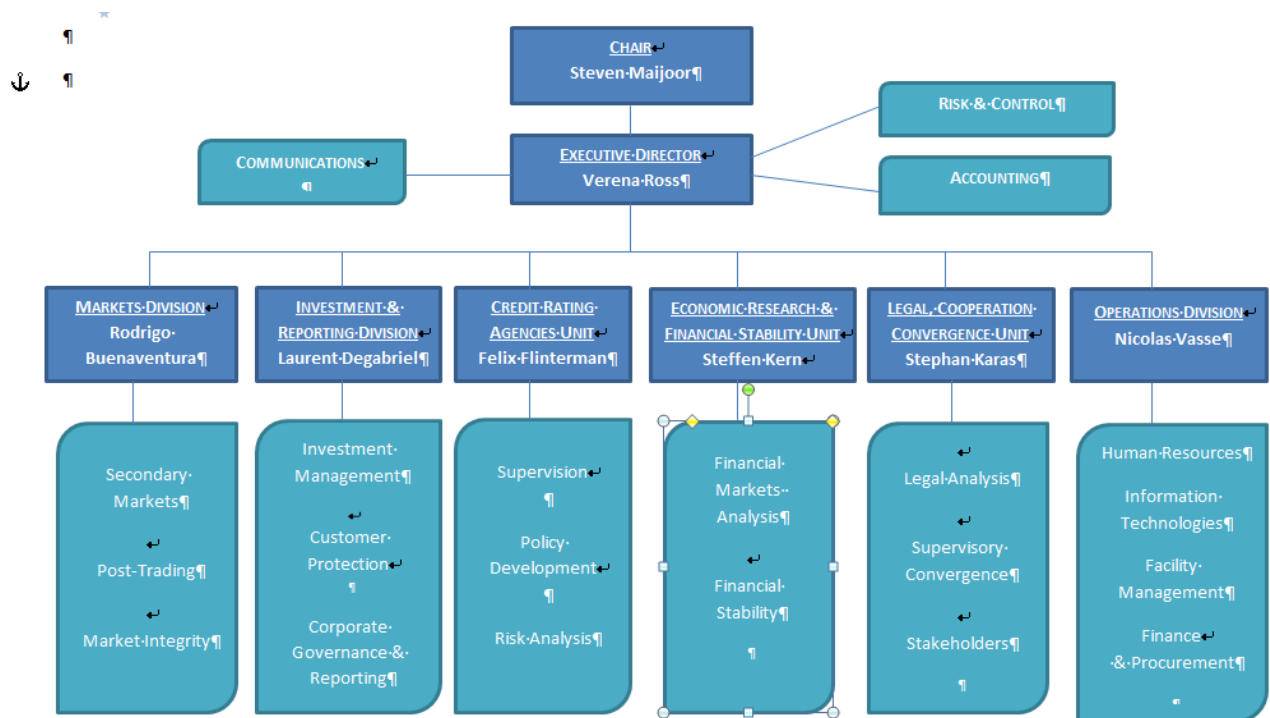 CHAIR
Steven Maijoor
RISK & CONTROL
COMMUNICATIONS
EXECUTIVE DIRECTOR
Verena Ross
ACCOUNTING
MARKETS DIVISION
Rodrigo
Buenaventura
INVESTMENT &
REPORTING DIVISION
Laurent Degabriel
CREDIT RATING
AGENCIES UNIT
Felix Flinterman
ECONOMIC RESEARCH &
FINANCIAL STABILITY UNIT
Steffen Kern
LEGAL, COOPERATION
CONVERGENCE UNIT
Stephan Karas
OPERATIONS DIVISION
Nicolas Vasse
Secondary
Markets
Post-Trading
Market Integrity
Investment
Management
Customer
Protection
Corporate
Governance &
Reporting
Supervision
Policy
Development
Risk Analysis
Financial
Markets
Analysis
Financial
Stability
Legal Analysis
Supervisory
Convergence
Stakeholders
Human Resources
Information
Technologies
Facility
Management
Finance
& Procurement